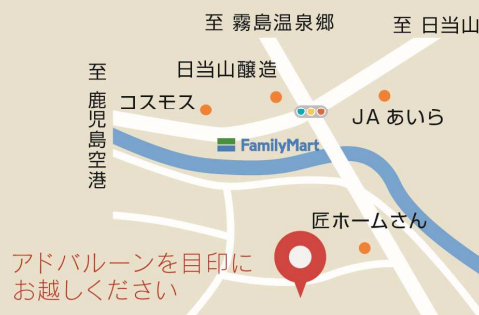 至 霧島温泉郷
至 日当山
至 鹿児島空港
日当山醸造
コスモス
JAあいら
FamilyMart
匠ホームさん
アドバルーンを目印に
お越しください